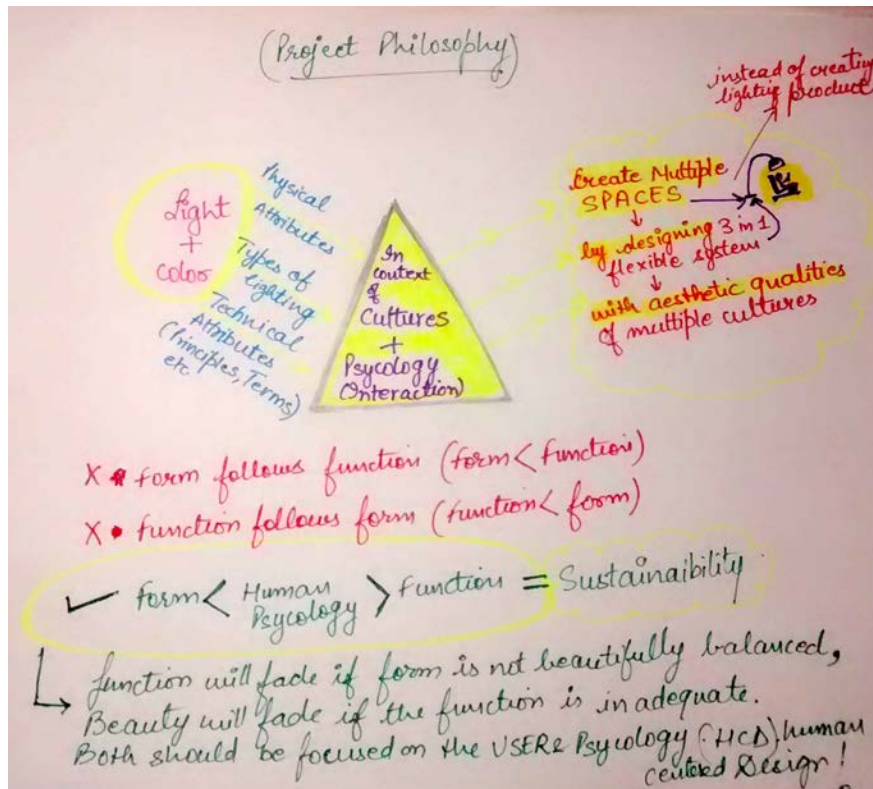 (Project Philosophy)
instead of creating
lighting product
Light
+
Color
Physical
Attributes
Types of
lighting
Technical
Attributes
(Principles, Terms)
etc
In
context
of
Cultures
+
Psycology
(Interaction)
Create Multiple
SPACES
by designing 3 in 1
flexible system
with aesthetic qualities
of multiple cultures
X • form follows function (form < function)
X • function follows form (function < form)
✓ form < Human Psycology > function = Sustainaibility
function will fade if form is not beautifully balanced,
Beauty will fade if the function is inadequate.
Both should be focused on the USER& Psycology (HCD) human
centered Design!